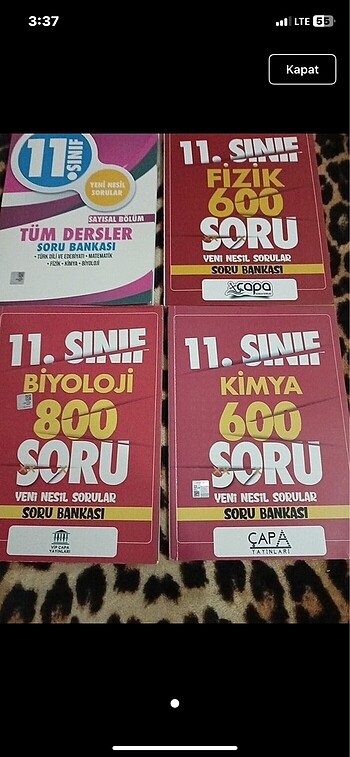 3:37
LTE 55
Kapat
11. SINIF
YENİ NESİL
SORULAR
SAYISAL BÖLÜM
TÜM DERSLER
SORU BANKASI
• TÜRK DİLİ VE EDEBİYATI • MATEMATİK
• FİZİK • KİMYA • BİYOLOJİ
11. SINIF
FİZİK
600
SORU
YENİ NESİL SORULAR
SORU BANKASI
çapa
11. SINIF
BİYOLOJİ
800
SORU
YENİ NESİL SORULAR
SORU BANKASI
VIP ÇAPA
YAYINLARI
11. SINIF
KİMYA
600
SORU
YENİ NESİL SORULAR
SORU BANKASI
ÇAPA
YAYINLARI